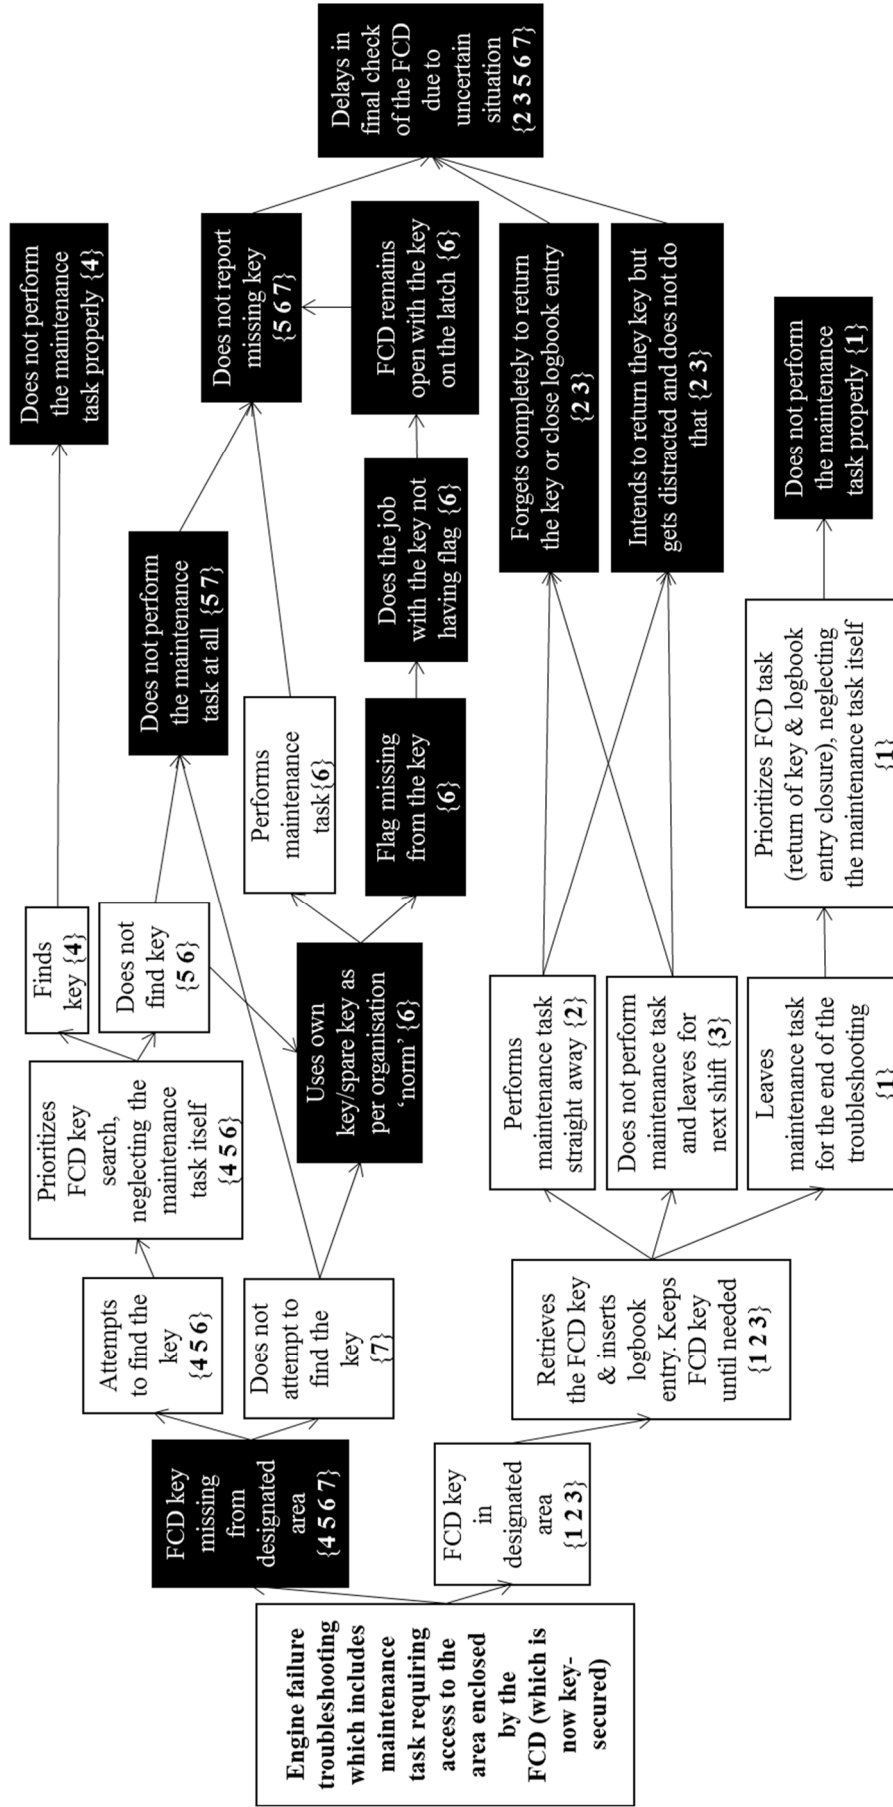 Engine failure
troubleshooting
which includes
maintenance
task requiring
access to the
area enclosed
by the
FCD (which is
now key-
secured)
FCD key
missing
from
designated
area
{4 5 6 7}
FCD key
in
designated
area
{1 2 3}
Attempts
to find the
key
{4 5 6}
Does not
attempt to
find the
key
{7}
Retrieves
the FCD key
& inserts
logbook
entry. Keeps
FCD key
until needed
{1 2 3}
Prioritizes
FCD key
search,
neglecting the
maintenance
task itself
{4 5 6}
Finds
key {4}
Does not
find key
{5 6}
Uses own
key/spare key as
per organisation
‘norm’ {6}
Performs
maintenance task
straight away {2}
Does not perform
maintenance task
and leaves for
next shift {3}
Leaves
maintenance task
for the end of the
troubleshooting
{1}
Does not perform
the maintenance
task at all {5 7}
Performs
maintenance
task{6}
Flag missing
from the key
{6}
Does the job
with the key not
having flag {6}
FCD remains
open with the key
on the latch {6}
Prioritizes FCD task
(return of key & logbook
entry closure), neglecting
the maintenance task itself
{1}
Does not perform
the maintenance
task properly {4}
Does not report
missing key
{5 6 7}
Forgets completely to return
the key or close logbook entry
{2 3}
Intends to return they key but
gets distracted and does not do
that {2 3}
Does not perform
the maintenance
task properly {1}
Delays in
final check
of the FCD
due to
uncertain
situation
{2 3 5 6 7}